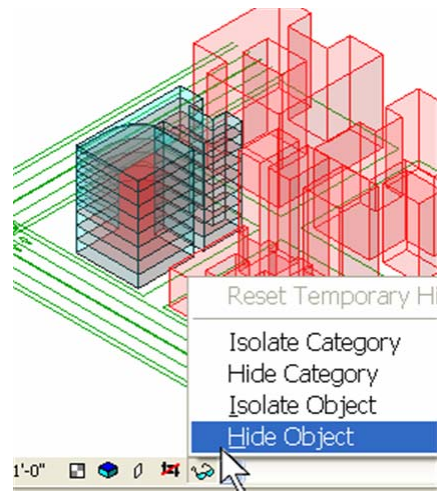 Reset Temporary Hi
Isolate Category
Hide Category
Isolate Object
Hide Object
1'-0"